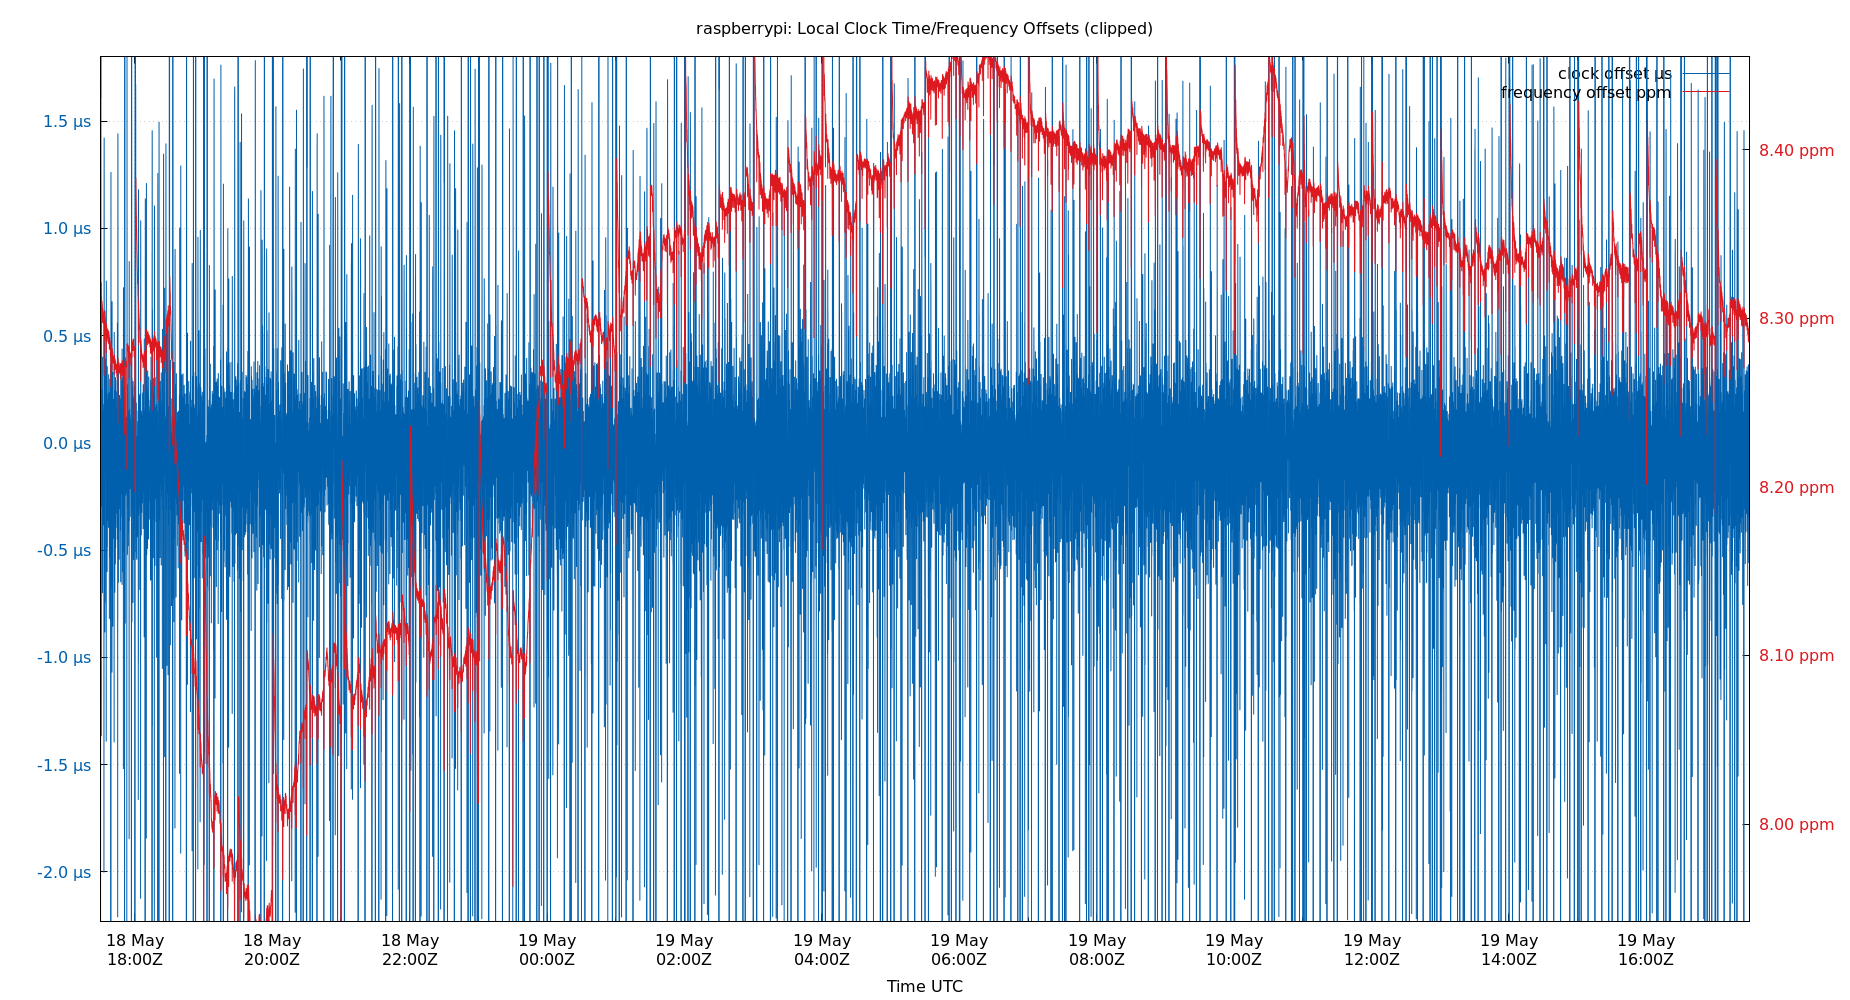 raspberrypi: Local Clock Time/Frequency Offsets (clipped)
clock offset µs
frequency offset ppm
1.5 µs
1.0 µs
0.5 µs
0.0 µs
-0.5 µs
-1.0 µs
-1.5 µs
-2.0 µs
8.40 ppm
8.30 ppm
8.20 ppm
8.10 ppm
8.00 ppm
18 May 18 May 18 May 19 May 19 May 19 May 19 May 19 May 19 May 19 May 19 May 19 May
18:00Z 20:00Z 22:00Z 00:00Z 02:00Z 04:00Z 06:00Z 08:00Z 10:00Z 12:00Z 14:00Z 16:00Z
Time UTC